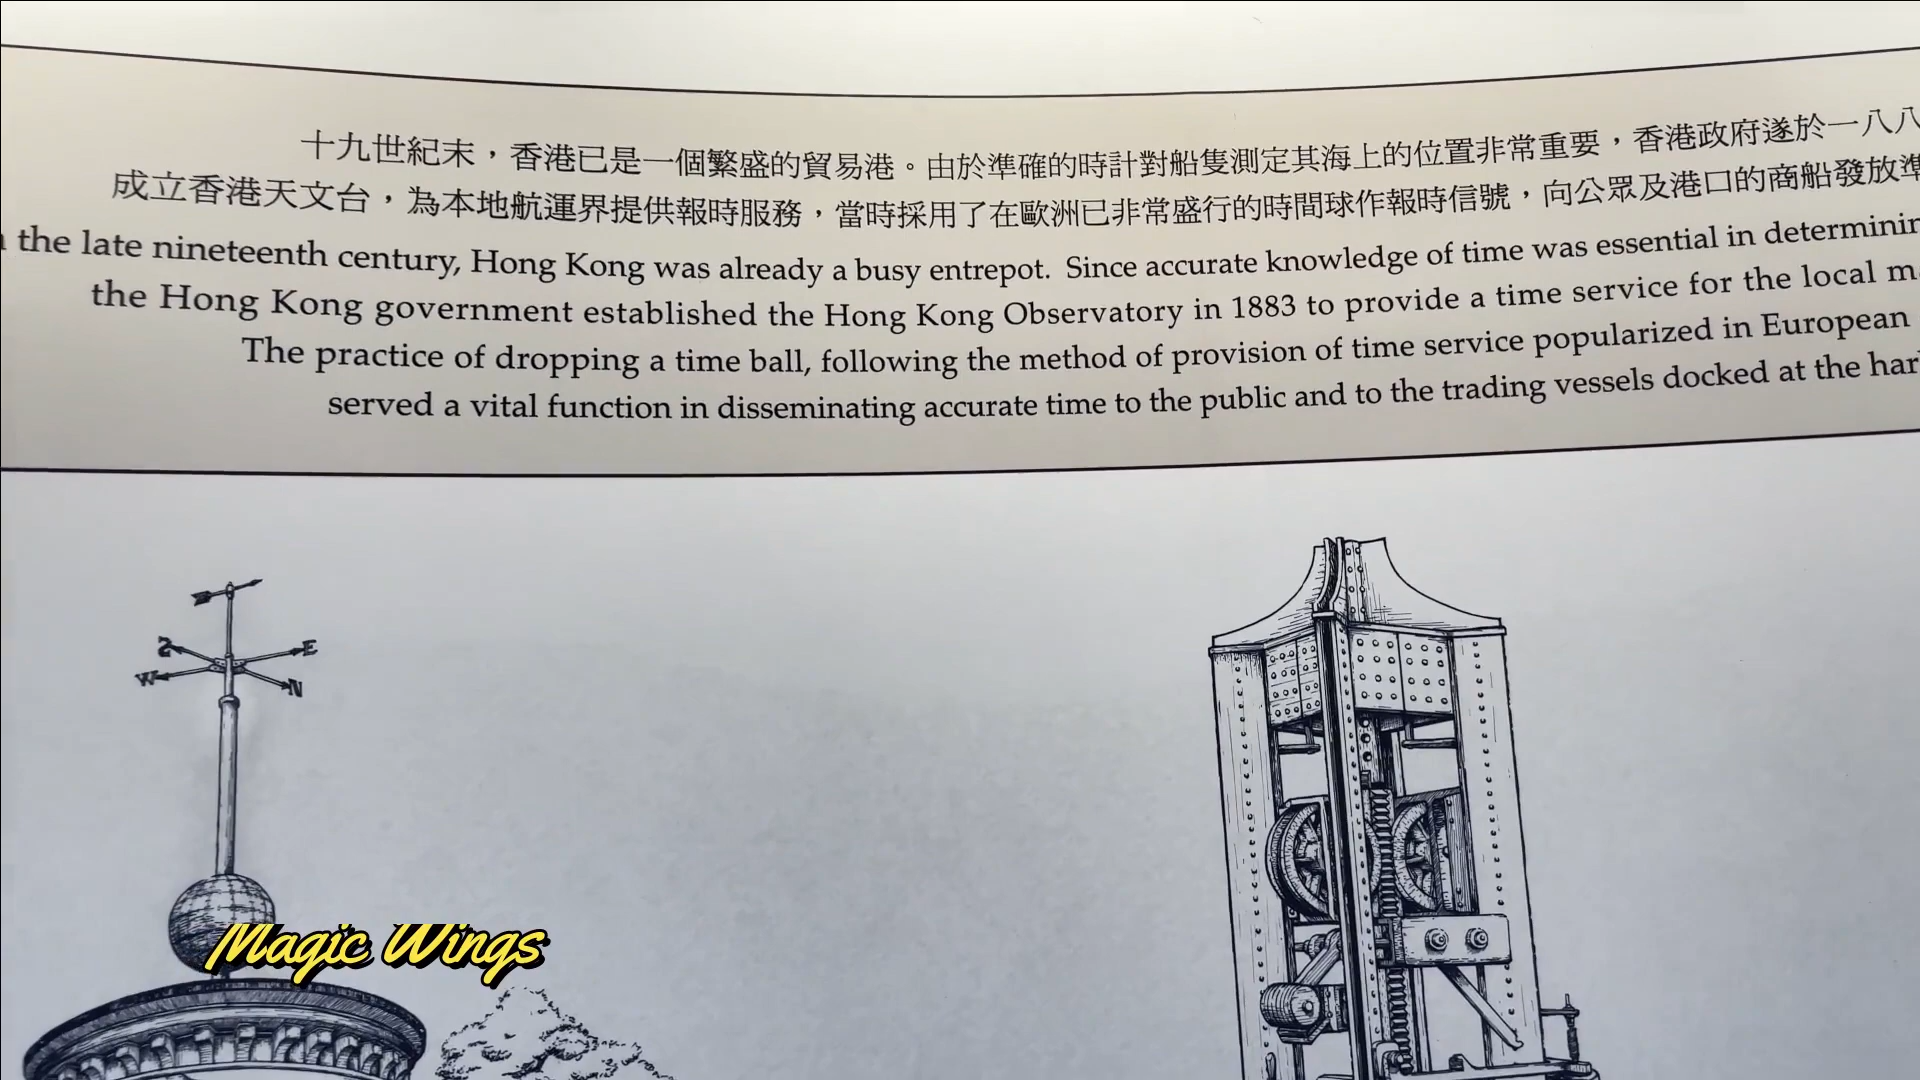 十九世紀末，香港已是一個繁盛的貿易港。由於準確的時計對船隻測定其海上的位置非常重要，香港政府遂於一八八
成立香港天文台，為本地航運界提供報時服務，當時採用了在歐洲已非常盛行的時間球作報時信號，向公眾及港口的商船發放準
the late nineteenth century, Hong Kong was already a busy entrepot. Since accurate knowledge of time was essential in
the Hong Kong government established the Hong Kong Observatory in 1883 to provide a time service for the local
The practice of dropping a time ball, following the method of provision of time service popularized in European
served a vital function in disseminating accurate time to the public and to the trading vessels docked at the
S
E
W
N
Magic Wings